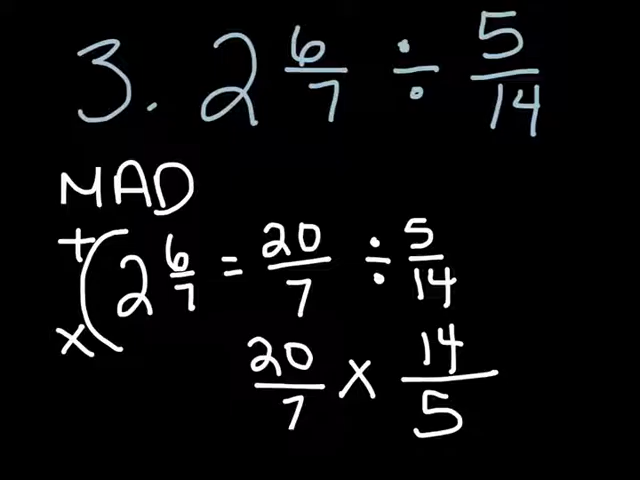 3. 2 6/7 ÷ 5/14
MAD
+ ( 2 6/7 = 20/7 ÷ 5/14
x
20/7 x 14/5